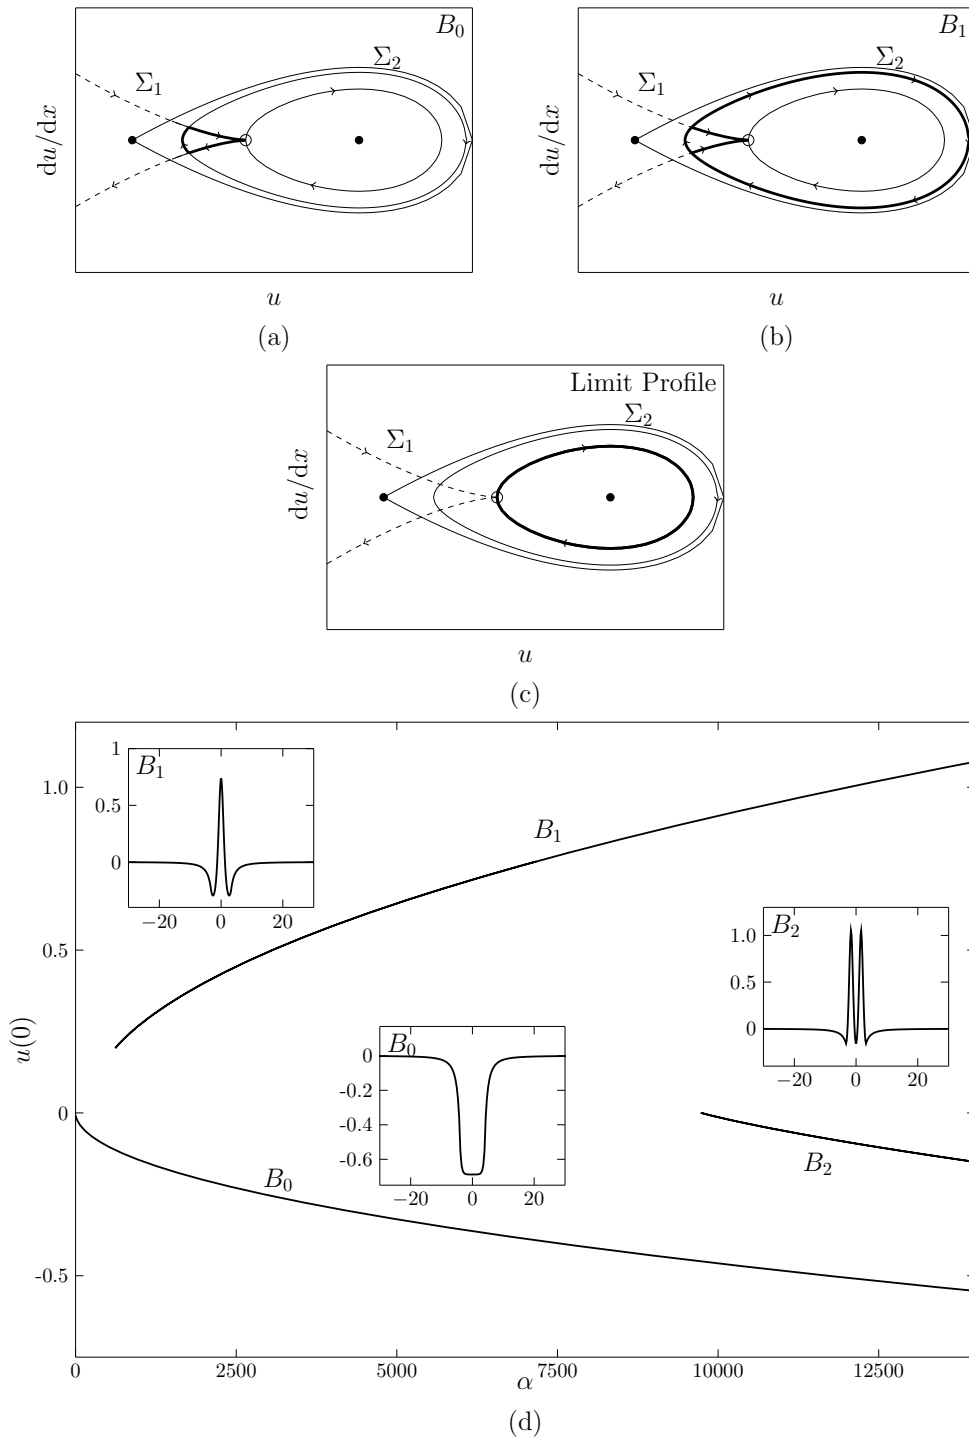 B₀
Σ₁
Σ₂
du/dx
u
(a)
B₁
Σ₁
Σ₂
du/dx
u
(b)
Limit Profile
Σ₁
Σ₂
du/dx
u
(c)
1.0
0.5
0
-0.5
u(0)
0
2500
5000
7500
10000
12500
α
B₁
1
0.5
0
−20
0
20
B₁
B₀
0
-0.2
-0.4
-0.6
−20
0
20
B₀
B₂
1.0
0.5
0
−20
0
20
B₂
(d)